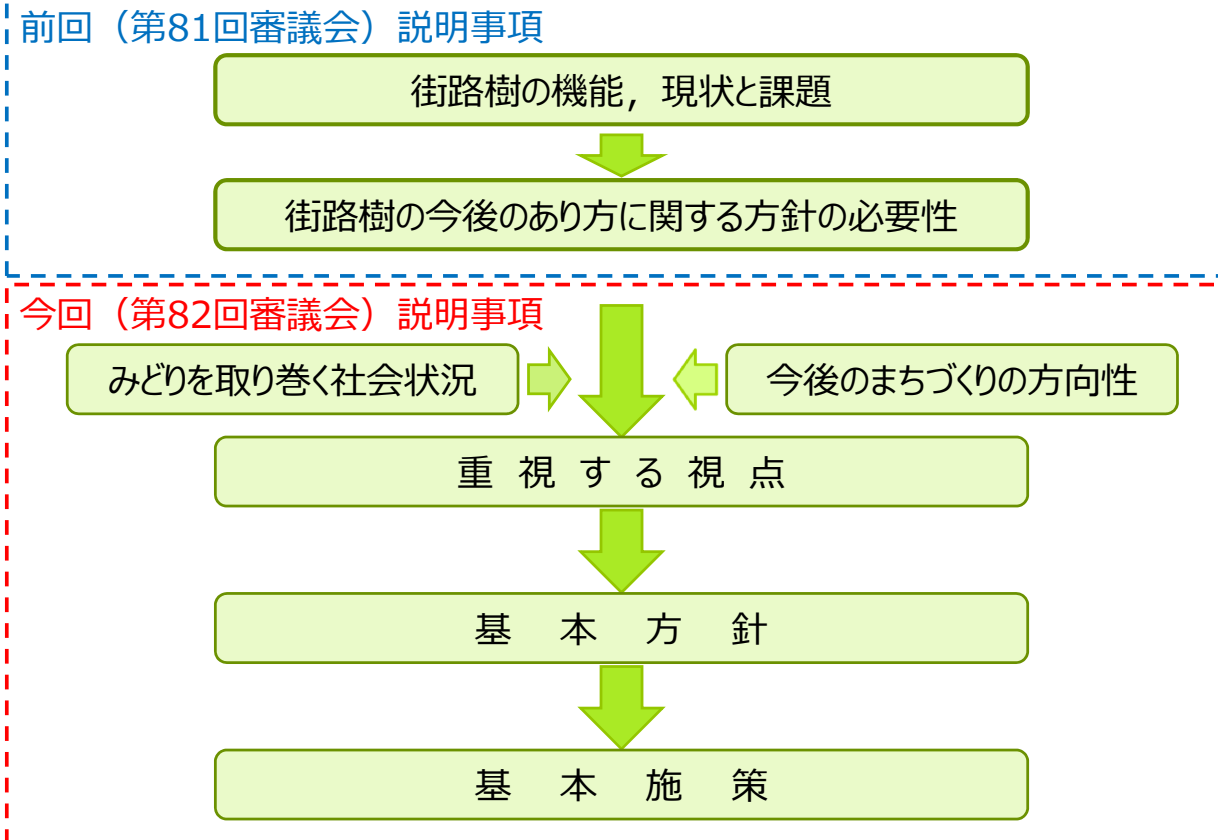 前回（第81回審議会）説明事項
街路樹の機能，現状と課題
街路樹の今後のあり方に関する方針の必要性
今回（第82回審議会）説明事項
みどりを取り巻く社会状況
今後のまちづくりの方向性
重 視 す る 視 点
基　本　方　針
基　本　施　策